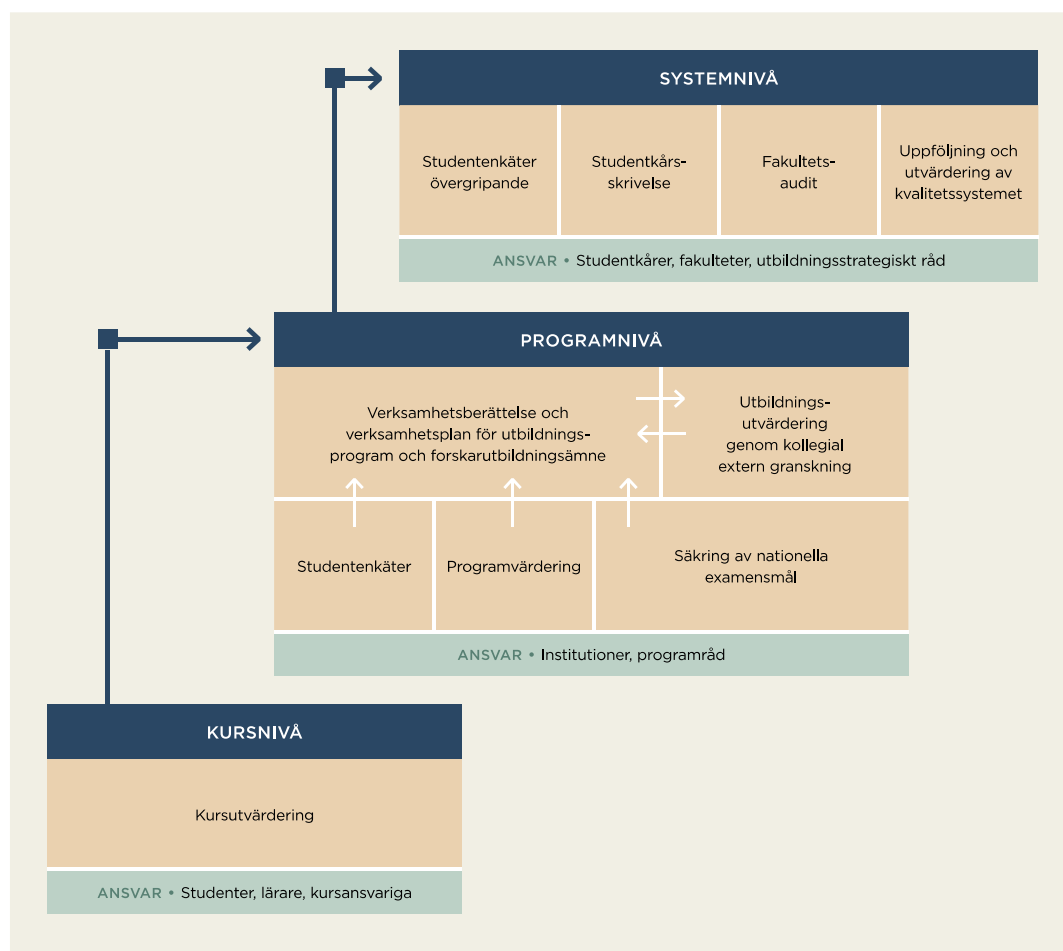 SYSTEMNIVÅ
Studentenkäter
övergripande
Studentkårs-
skrivelse
Fakultets-
audit
Uppföljning och
utvärdering av
kvalitetssystemet
ANSVAR • Studentkårer, fakulteter, utbildningsstrategiskt råd
PROGRAMNIVÅ
Verksamhetsberättelse och
verksamhetsplan för utbildnings-
program och forskarutbildningsämne
Utbildnings-
utvärdering
genom kollegial
extern granskning
Studentenkäter
Programvärdering
Säkring av nationella
examensmål
ANSVAR • Institutioner, programråd
KURSNIVÅ
Kursutvärdering
ANSVAR • Studenter, lärare, kursansvariga